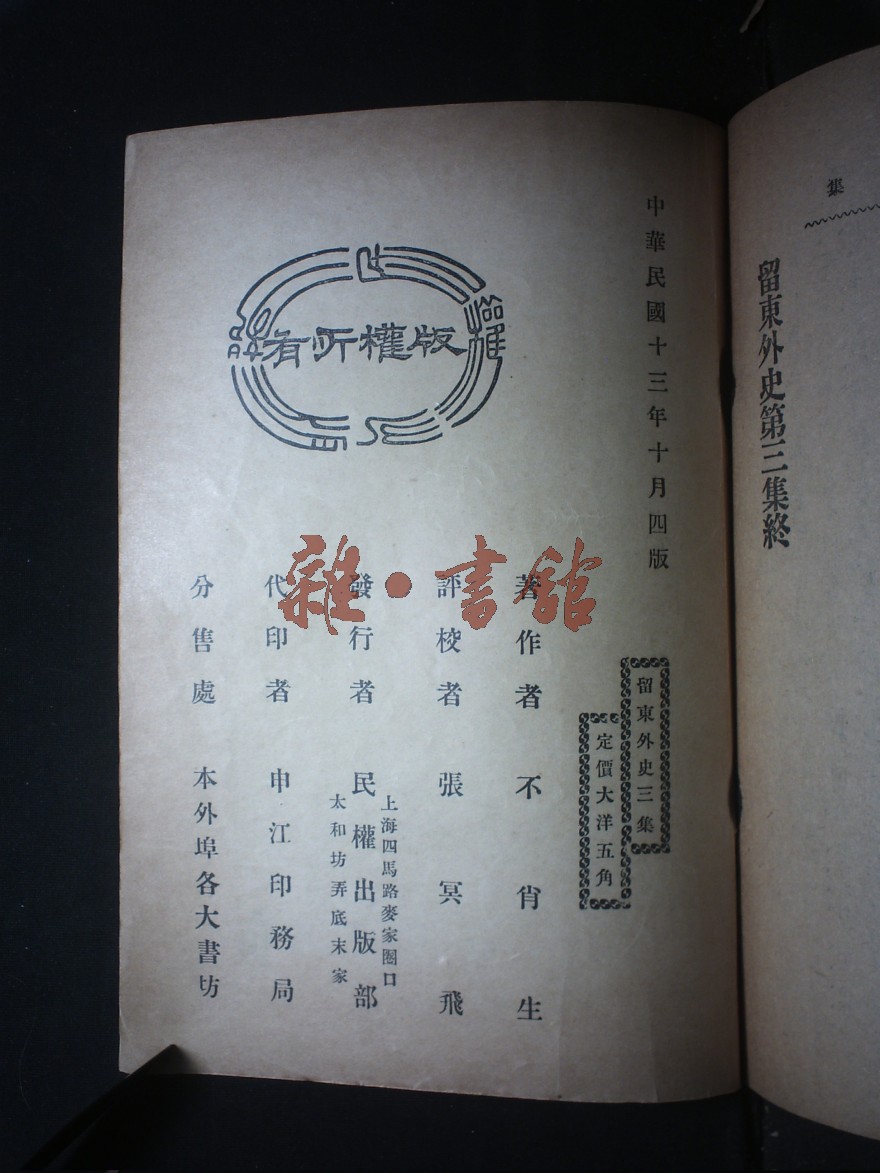 集
留東外史第三集終
中華民國十三年十月四版
留東外史三集
定價大洋五角
版權所有
著作者不肖生
評校者張冥飛
上海四馬路麥家圈口
發行者民權出版部
太和坊弄底末家
代印者申江印務局
分售處本外埠各大書坊
雜·書館